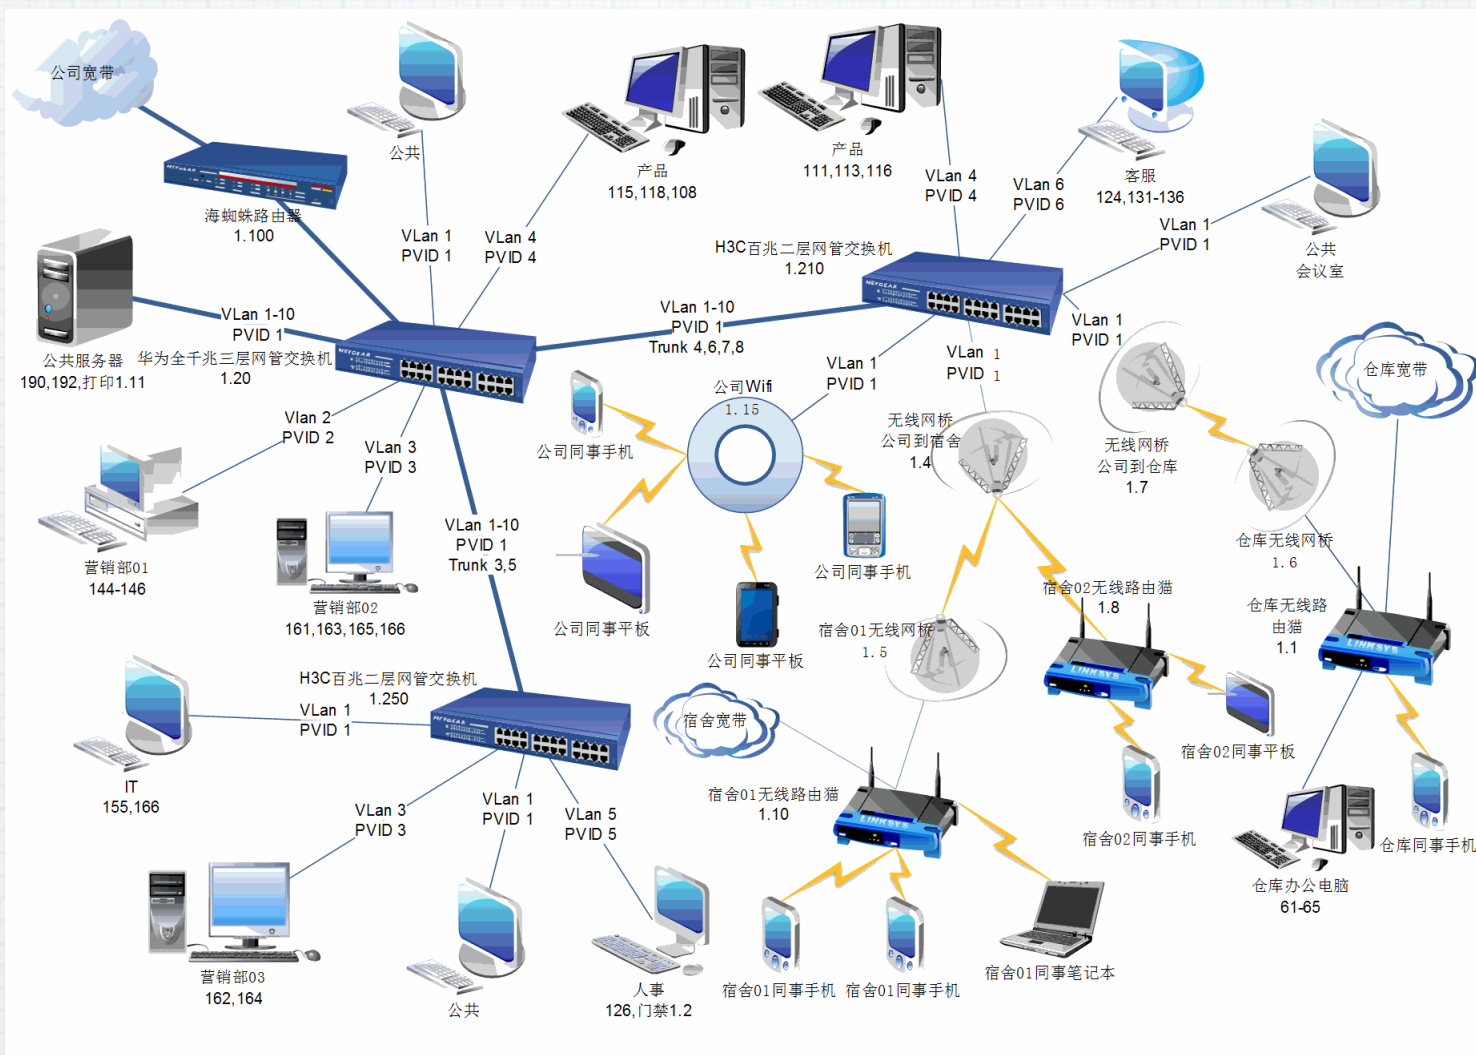 公司宽带
海蜘蛛路由器
1.100
公共
VLan 1
PVID 1
产品
115,118,108
VLan 4
PVID 4
产品
111,113,116
VLan 4
PVID 4
客服
124,131-136
VLan 6
PVID 6
公共
会议室
VLan 1
PVID 1
H3C百兆二层网管交换机
1.210
NETGEAR
NETGEAR
NETGEAR
NETGEAR
公共服务器
190,192,打印1.11
VLan 1-10
PVID 1
华为全千兆三层网管交换机
1.20
VLan 1-10
PVID 1
Trunk 4,6,7,8
VLan 1
PVID 1
VLan 1
PVID 1
VLan 1
PVID 1
公司Wifi
1.15
公司同事手机
公司同事手机
公司同事平板
公司同事平板
无线网桥
公司到宿舍
1.4
无线网桥
公司到仓库
1.7
仓库宽带
仓库无线网桥
1.6
仓库无线路
由猫
1.1
LINKSYS
VLan 2
PVID 2
营销部01
144-146
VLan 3
PVID 3
营销部02
161,163,165,166
VLan 1-10
PVID 1
Trunk 3,5
宿舍01无线网桥
1.5
宿舍02无线路由猫
1.8
LINKSYS
宿舍02同事平板
宿舍02同事手机
H3C百兆二层网管交换机
1.250
VLan 1
PVID 1
IT
155,166
VLan 3
PVID 3
营销部03
162,164
VLan 1
PVID 1
公共
VLan 5
PVID 5
人事
126,门禁1.2
宿舍宽带
宿舍01无线路由猫
1.10
LINKSYS
宿舍01同事手机
宿舍01同事手机
宿舍01同事笔记本
仓库办公电脑
61-65
仓库同事手机